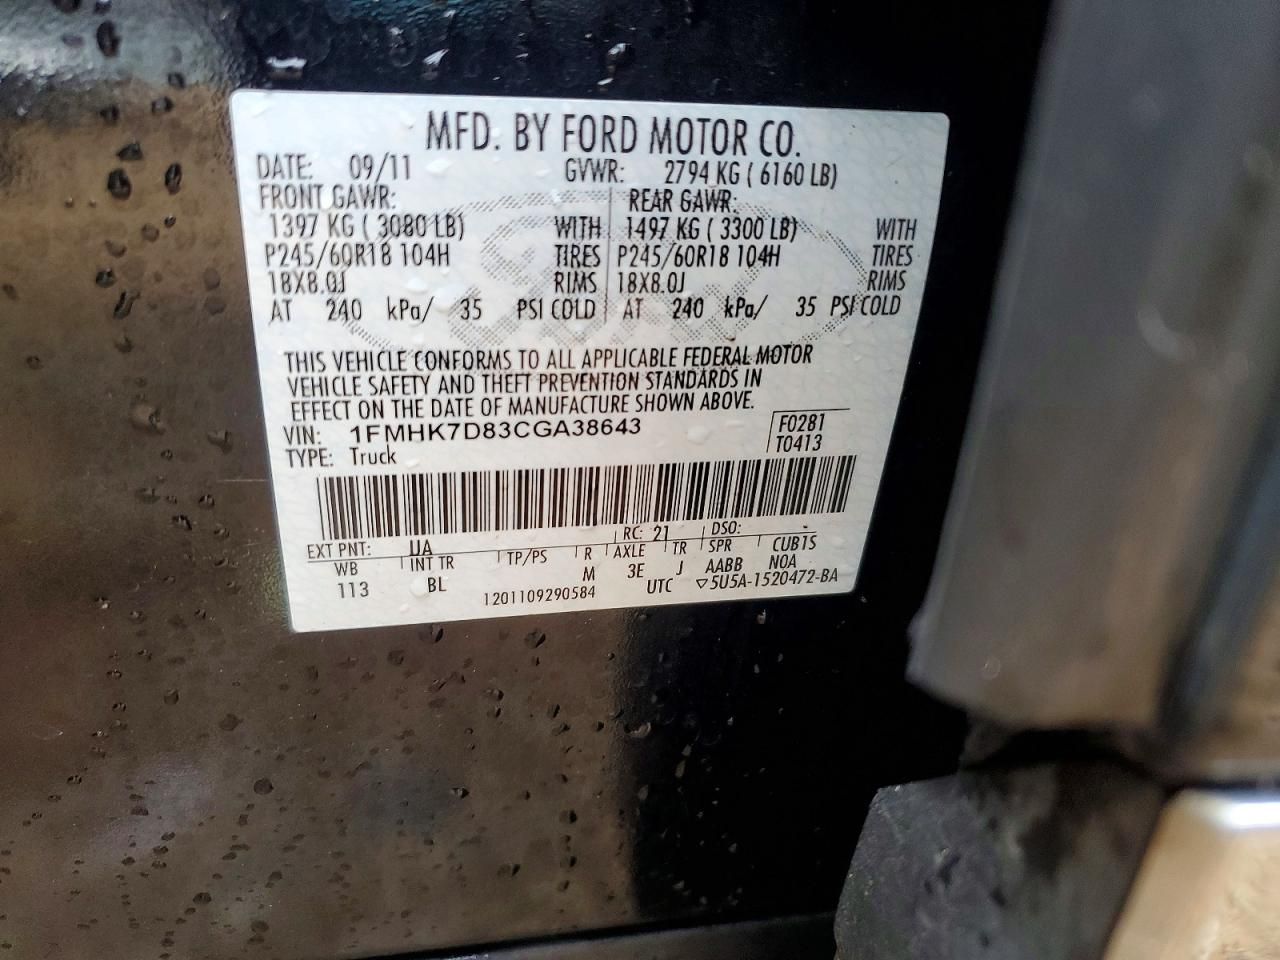 MFD. BY FORD MOTOR CO.
DATE: 09/11 GVWR: 2794 KG ( 6160 LB)
FRONT GAWR: REAR GAWR:
1397 KG ( 3080 LB) WITH 1497 KG ( 3300 LB) WITH
P245/60R18 104H TIRES P245/60R18 104H TIRES
18X8.0J RIMS 18X8.0J RIMS
AT 240 kPa/ 35 PSI COLD AT 240 kPa/ 35 PSI COLD
THIS VEHICLE CONFORMS TO ALL APPLICABLE FEDERAL MOTOR
VEHICLE SAFETY AND THEFT PREVENTION STANDARDS IN
EFFECT ON THE DATE OF MANUFACTURE SHOWN ABOVE.
VIN: 1FMHK7D83CGA38643 F0281
TYPE: Truck T0413
EXT PNT: UA RC: 21 DSO:
WB INT TR TP/PS R AXLE TR SPR CUB1S
113 BL M 3E J AABB NOA
1201109290584 UTC ▽5U5A-1520472-BA